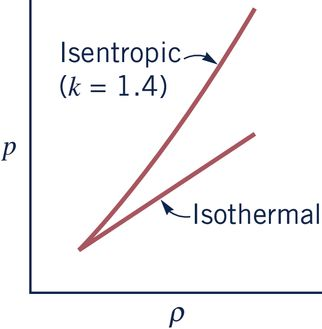 Isentropic
(k = 1.4)
p
Isothermal
ρ